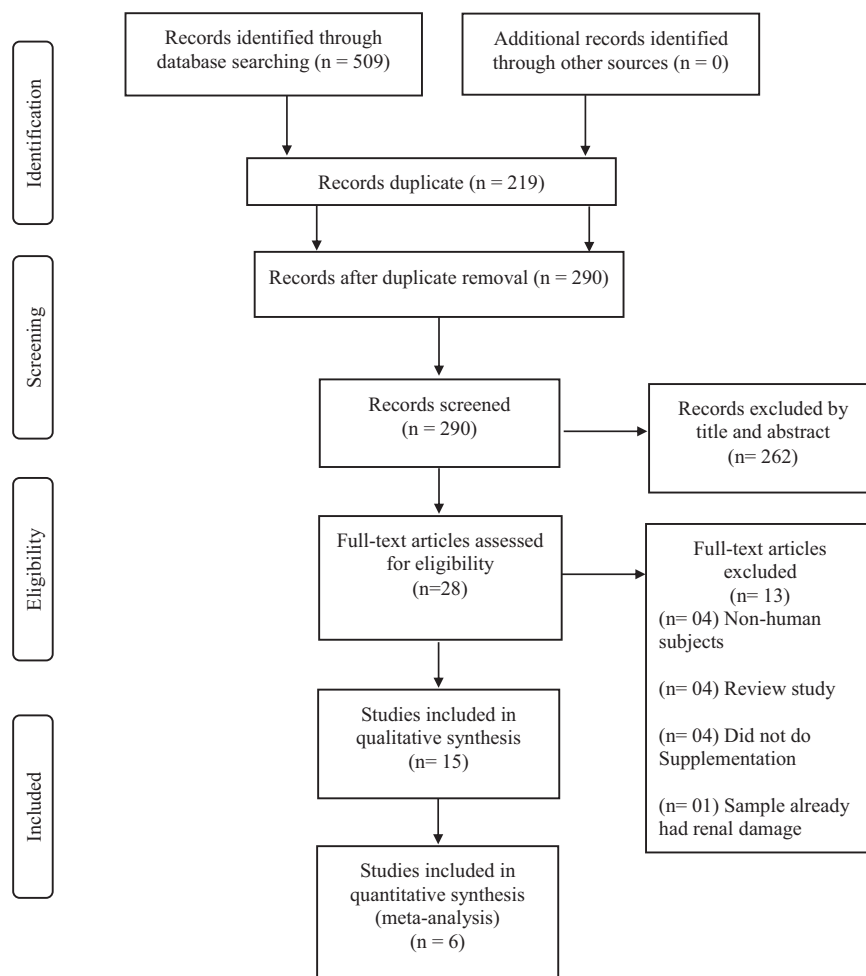 Records identified through
database searching (n = 509)
Additional records identified
through other sources (n = 0)
Identification
Records duplicate (n = 219)
Records after duplicate removal (n = 290)
Screening
Records screened
(n = 290)
Records excluded by
title and abstract
(n= 262)
Eligibility
Full-text articles assessed
for eligibility
(n=28)
Full-text articles
excluded
(n= 13)
(n= 04) Non-human
subjects
(n= 04) Review study
(n= 04) Did not do
Supplementation
(n= 01) Sample already
had renal damage
Included
Studies included in
qualitative synthesis
(n= 15)
Studies included in
quantitative synthesis
(meta-analysis)
(n = 6)